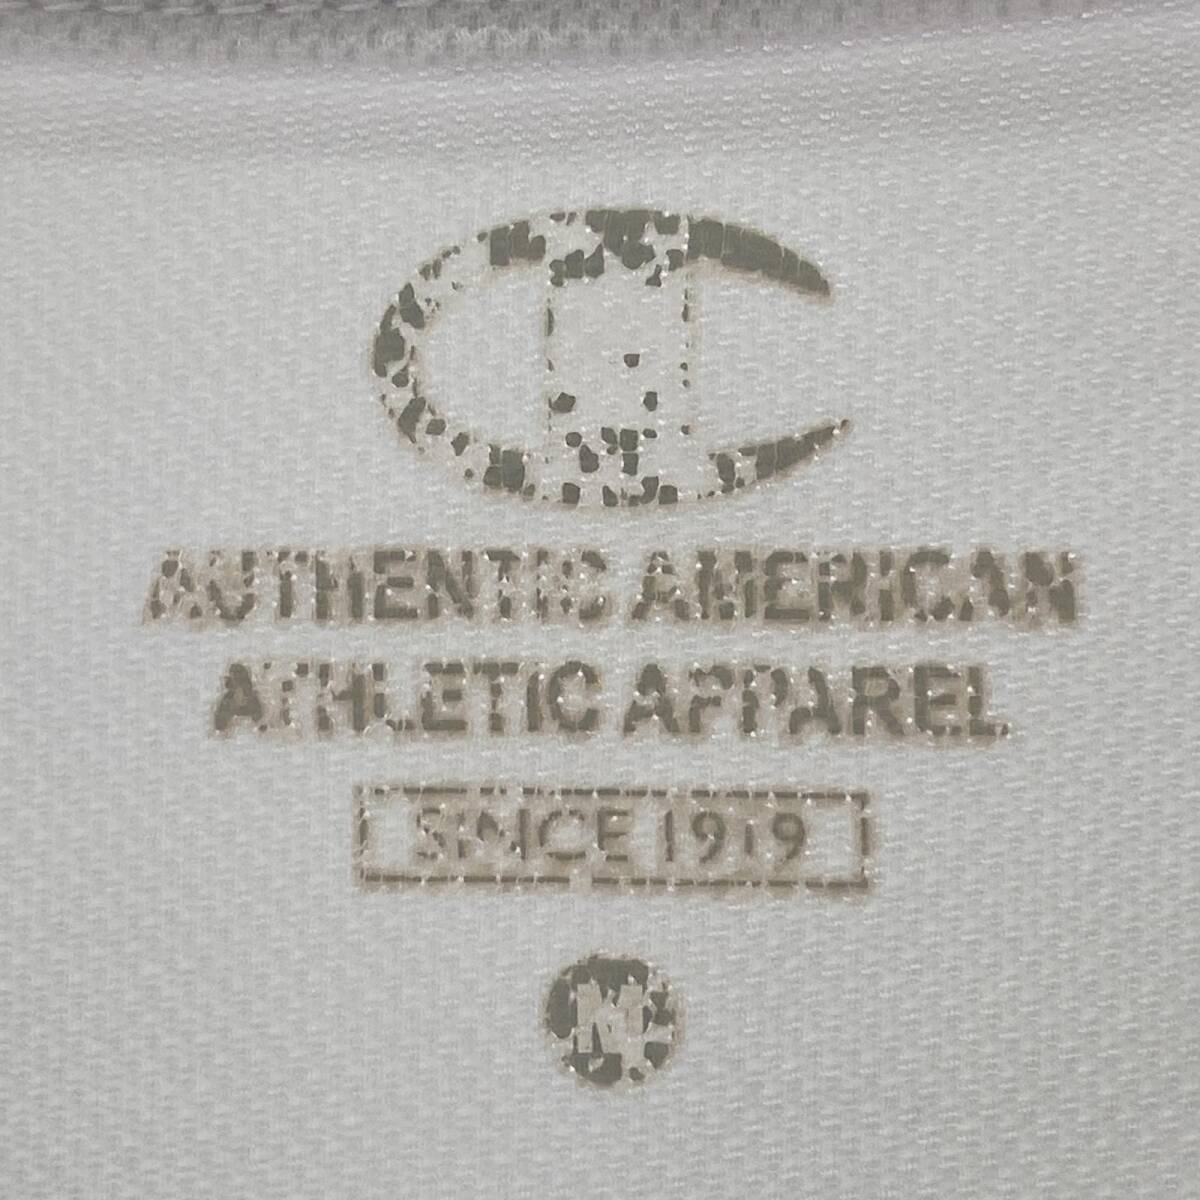 C
AUTHENTIC AMERICAN
ATHLETIC APPAREL
SINCE 1919
M